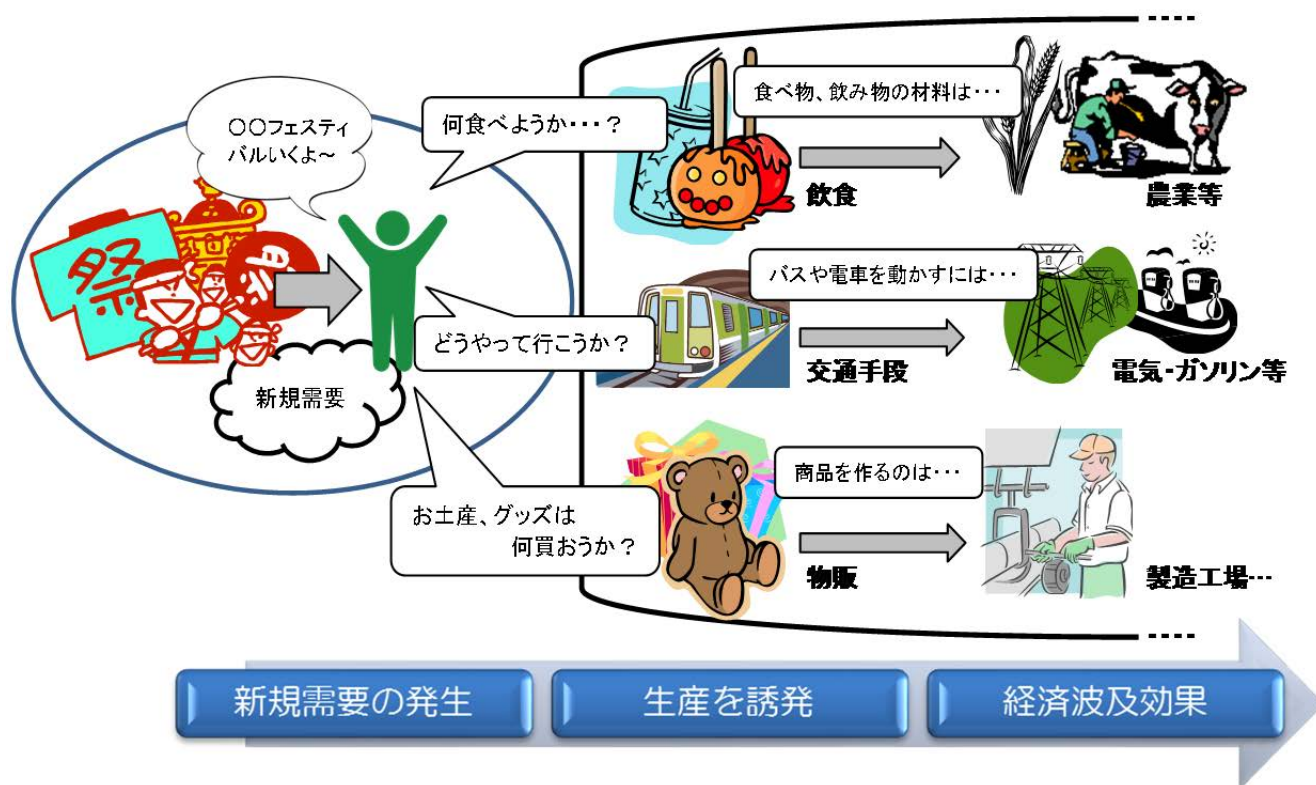 〇〇フェスティ
バルいくよ～
祭
祭
新規需要
何食べようか・・・？
どうやって行こうか？
お土産、グッズは
何買おうか？
食べ物、飲み物の材料は・・・
飲食
農業等
バスや電車を動かすには・・・
交通手段
電気・ガソリン等
商品を作るのは・・・
物販
製造工場…
新規需要の発生
生産を誘発
経済波及効果